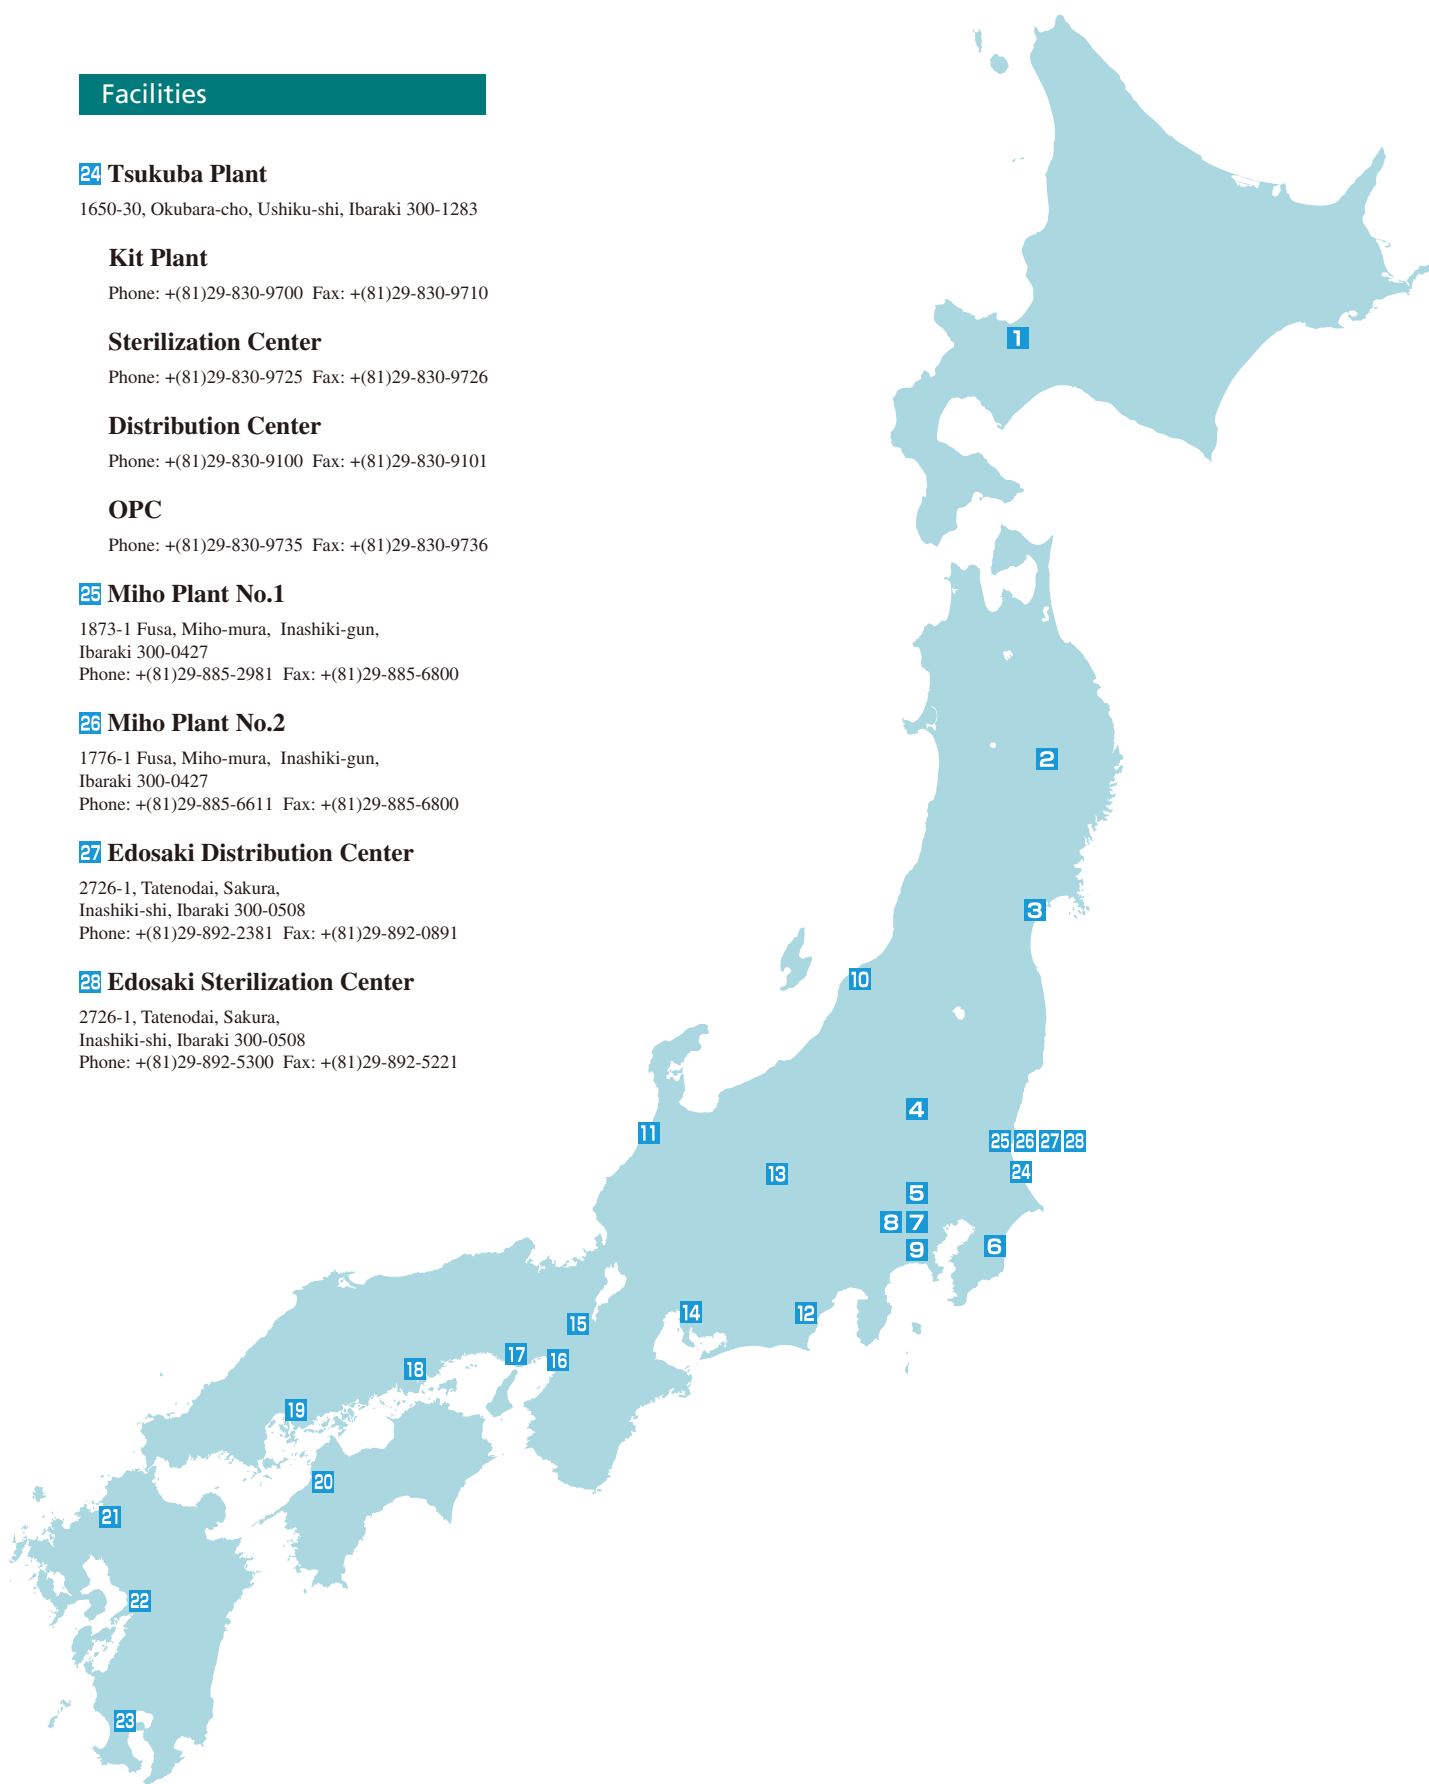 Facilities
24 Tsukuba Plant
1650-30, Okubara-cho, Ushiku-shi, Ibaraki 300-1283
Kit Plant
Phone: +(81)29-830-9700 Fax: +(81)29-830-9710
Sterilization Center
Phone: +(81)29-830-9725 Fax: +(81)29-830-9726
Distribution Center
Phone: +(81)29-830-9100 Fax: +(81)29-830-9101
OPC
Phone: +(81)29-830-9735 Fax: +(81)29-830-9736
25 Miho Plant No.1
1873-1 Fusa, Miho-mura, Inashiki-gun,
Ibaraki 300-0427
Phone: +(81)29-885-2981 Fax: +(81)29-885-6800
26 Miho Plant No.2
1776-1 Fusa, Miho-mura, Inashiki-gun,
Ibaraki 300-0427
Phone: +(81)29-885-6611 Fax: +(81)29-885-6800
27 Edosaki Distribution Center
2726-1, Tatenodai, Sakura,
Inashiki-shi, Ibaraki 300-0508
Phone: +(81)29-892-2381 Fax: +(81)29-892-0891
28 Edosaki Sterilization Center
2726-1, Tatenodai, Sakura,
Inashiki-shi, Ibaraki 300-0508
Phone: +(81)29-892-5300 Fax: +(81)29-892-5221
1
2
3
10
4
11
25 26 27 28
13
24
5
8 7
6
9
14
12
15
17
16
18
19
20
21
22
23